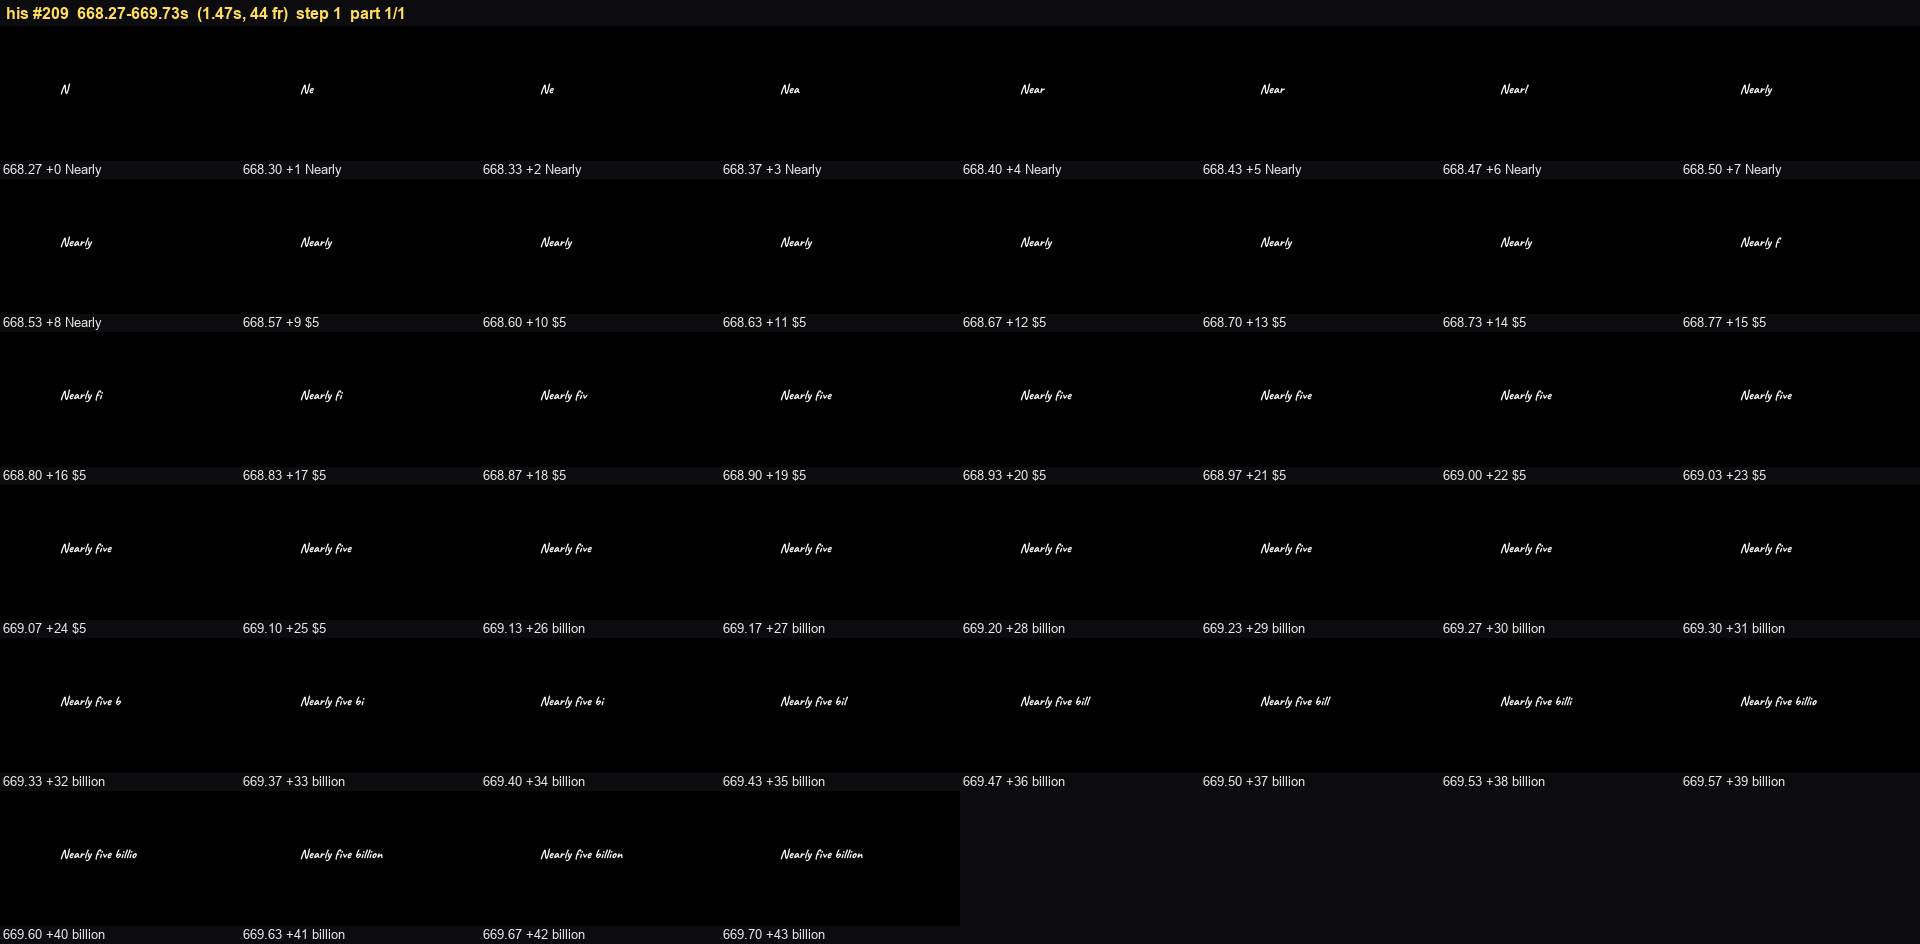 his #209 668.27-669.73s (1.47s, 44 fr) step 1 part 1/1
N Ne Ne Nea Near Near Nearl Nearly
668.27 +0 Nearly 668.30 +1 Nearly 668.33 +2 Nearly 668.37 +3 Nearly 668.40 +4 Nearly 668.43 +5 Nearly 668.47 +6 Nearly 668.50 +7 Nearly
Nearly Nearly Nearly Nearly Nearly Nearly Nearly Nearly f
668.53 +8 Nearly 668.57 +9 $5 668.60 +10 $5 668.63 +11 $5 668.67 +12 $5 668.70 +13 $5 668.73 +14 $5 668.77 +15 $5
Nearly fi Nearly fi Nearly fiv Nearly five Nearly five Nearly five Nearly five Nearly five
668.80 +16 $5 668.83 +17 $5 668.87 +18 $5 668.90 +19 $5 668.93 +20 $5 668.97 +21 $5 669.00 +22 $5 669.03 +23 $5
Nearly five Nearly five Nearly five Nearly five Nearly five Nearly five Nearly five Nearly five
669.07 +24 $5 669.10 +25 $5 669.13 +26 billion 669.17 +27 billion 669.20 +28 billion 669.23 +29 billion 669.27 +30 billion 669.30 +31 billion
Nearly five b Nearly five bi Nearly five bi Nearly five bil Nearly five bill Nearly five bill Nearly five billi Nearly five billio
669.33 +32 billion 669.37 +33 billion 669.40 +34 billion 669.43 +35 billion 669.47 +36 billion 669.50 +37 billion 669.53 +38 billion 669.57 +39 billion
Nearly five billio Nearly five billion Nearly five billion Nearly five billion
669.60 +40 billion 669.63 +41 billion 669.67 +42 billion 669.70 +43 billion